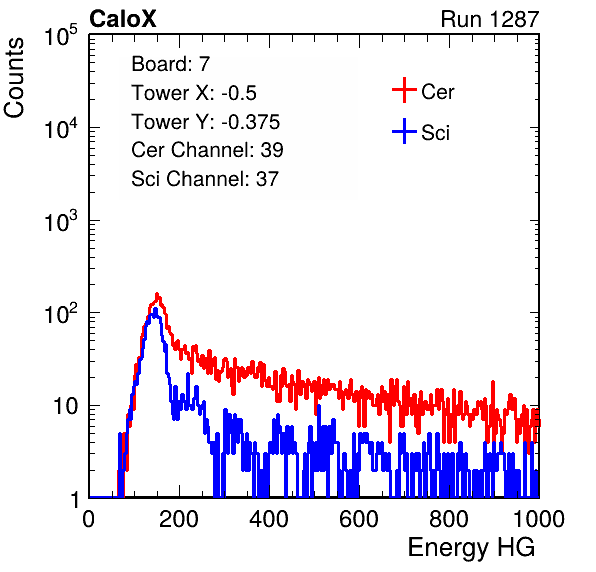 CaloX Run 1287
Counts
10^5
10^4
10^3
10^2
10
1
Board: 7
Tower X: -0.5
Tower Y: -0.375
Cer Channel: 39
Sci Channel: 37
Cer
Sci
0 200 400 600 800 1000
Energy HG